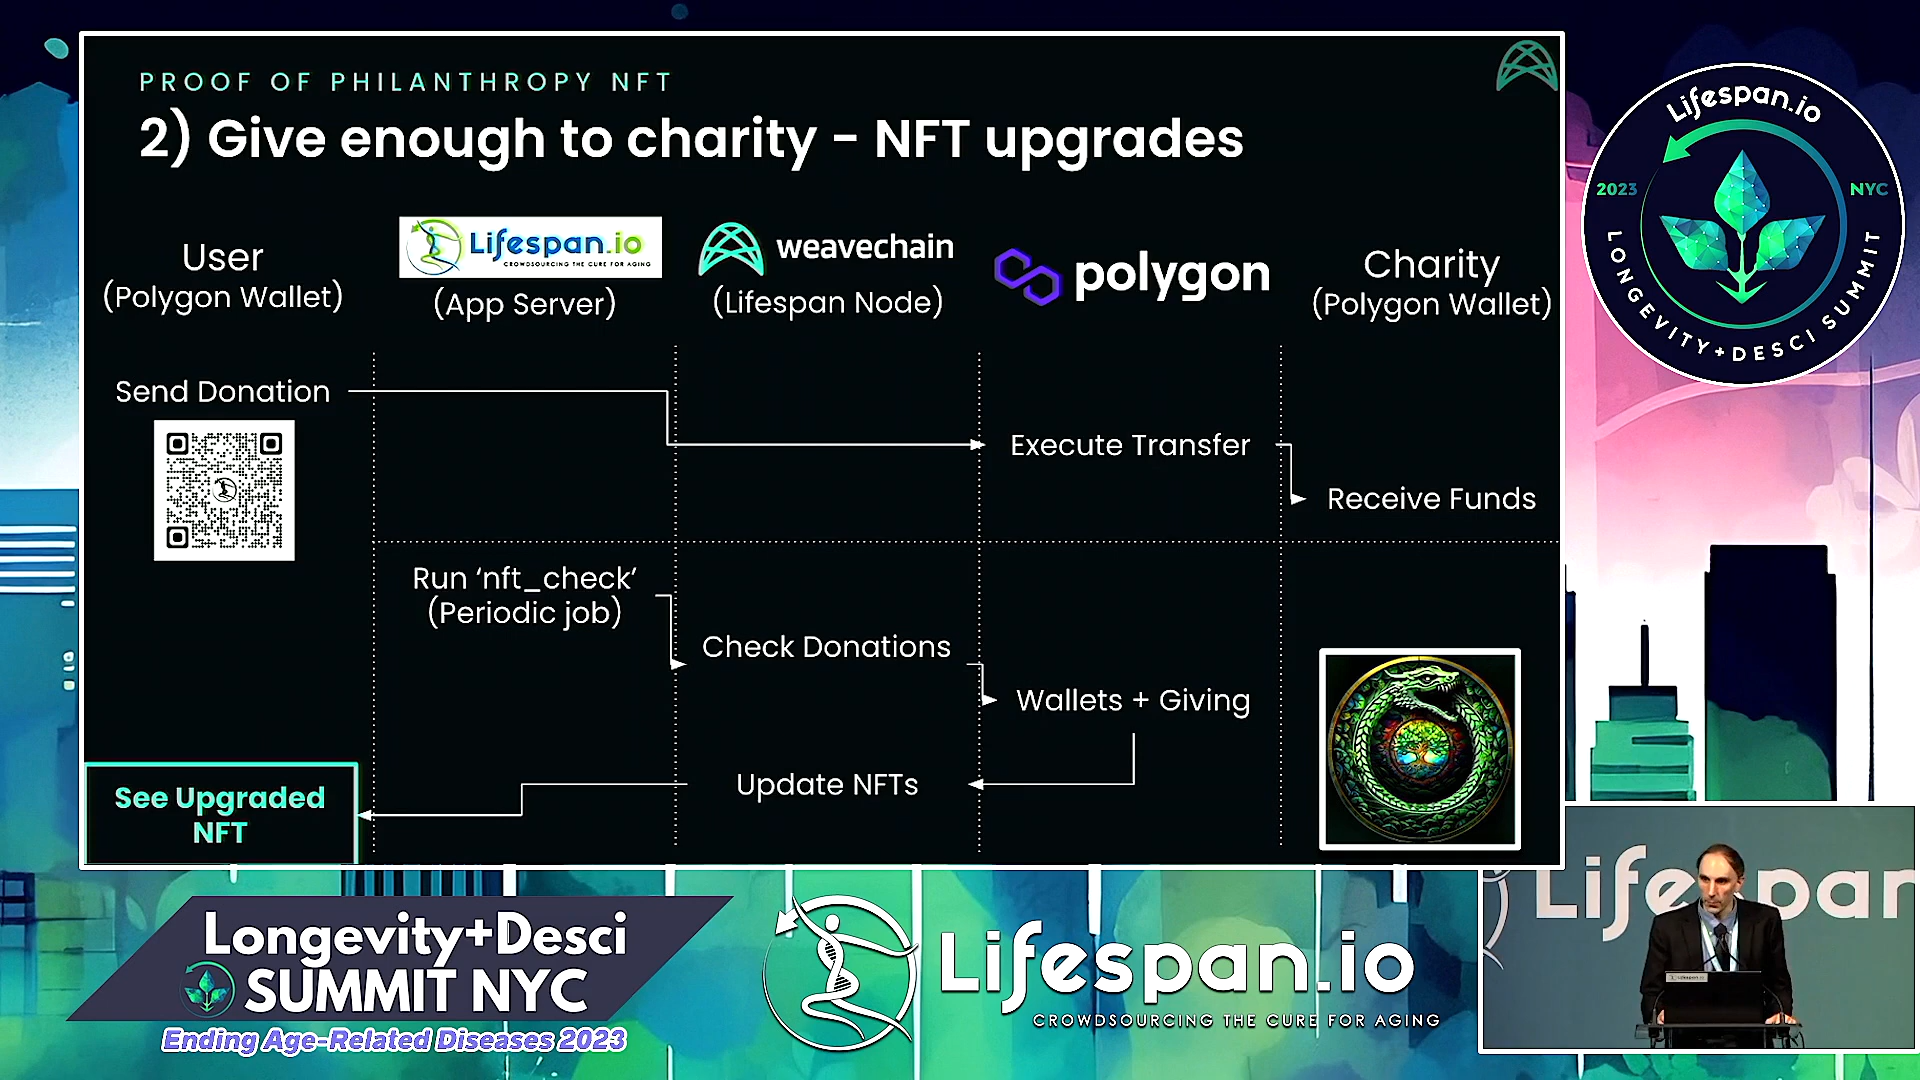 PROOF OF PHILANTHROPY NFT
2) Give enough to charity - NFT upgrades
User
(Polygon Wallet)
Lifespan.io
CROWDSOURCING THE CURE FOR AGING
(App Server)
weavechain
(Lifespan Node)
polygon
Charity
(Polygon Wallet)
Send Donation
Execute Transfer
Receive Funds
Run ‘nft_check’
(Periodic job)
Check Donations
Wallets + Giving
Update NFTs
See Upgraded
NFT
Lifespan.io
2023
NYC
LONGEVITY+DESCI SUMMIT
Longevity+Desci
SUMMIT NYC
Ending Age-Related Diseases 2023
Lifespan.io
CROWDSOURCING THE CURE FOR AGING
Lifespan
Lifespan.io